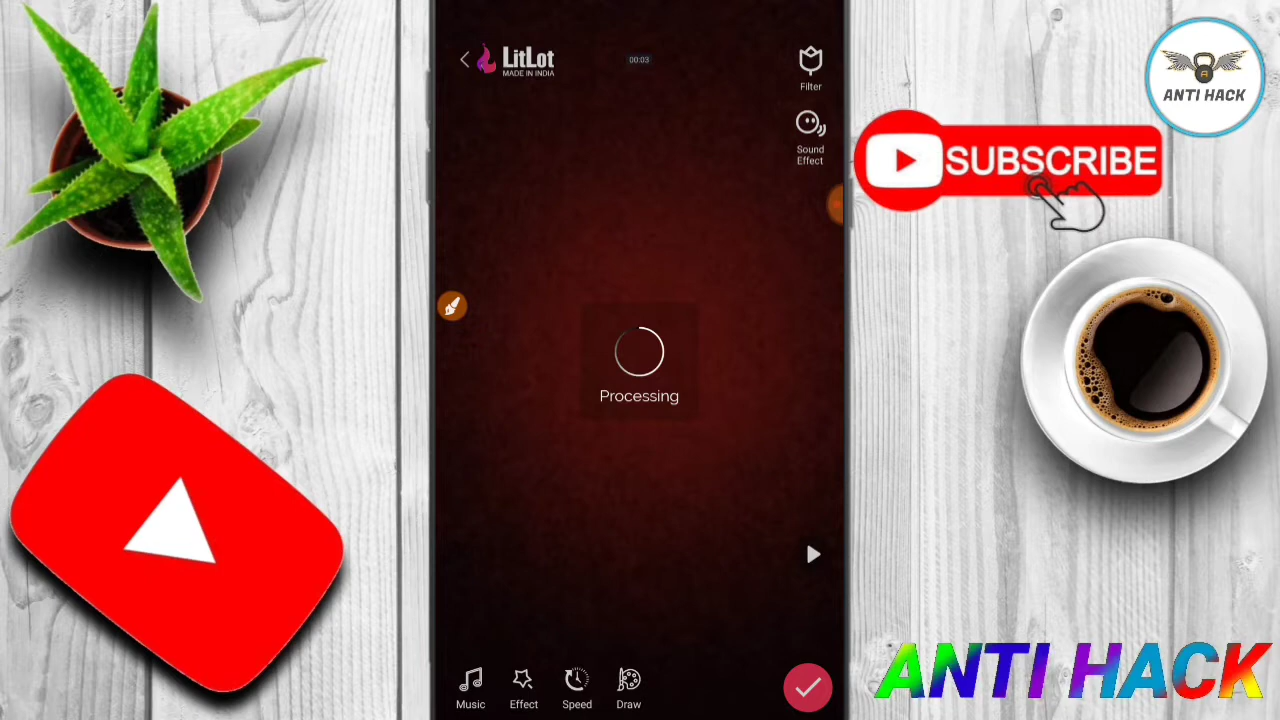 LitLot
MADE IN INDIA
00:03
Filter
Sound
Effect
Processing
Music
Effect
Speed
Draw
ANTI HACK
SUBSCRIBE
ANTI HACK